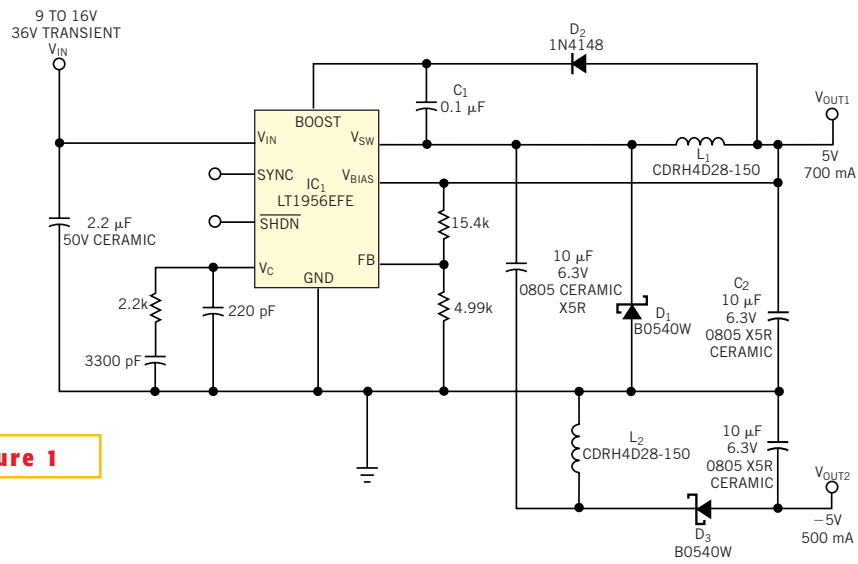 9 TO 16V
36V TRANSIENT
VIN
D2
1N4148
C1
0.1 μF
BOOST
VIN
VSW
VOUT1
L1
CDRH4D28-150
5V
700 mA
SYNC
VBIAS
IC1
LT1956EFE
SHDN
15.4k
2.2 μF
50V CERAMIC
FB
VC
GND
10 μF
6.3V
0805 CERAMIC
X5R
C2
10 μF
6.3V
0805 X5R
CERAMIC
2.2k
220 pF
4.99k
D1
B0540W
3300 pF
ure 1
L2
CDRH4D28-150
10 μF
6.3V
0805 X5R
CERAMIC
VOUT2
−5V
500 mA
D3
B0540W